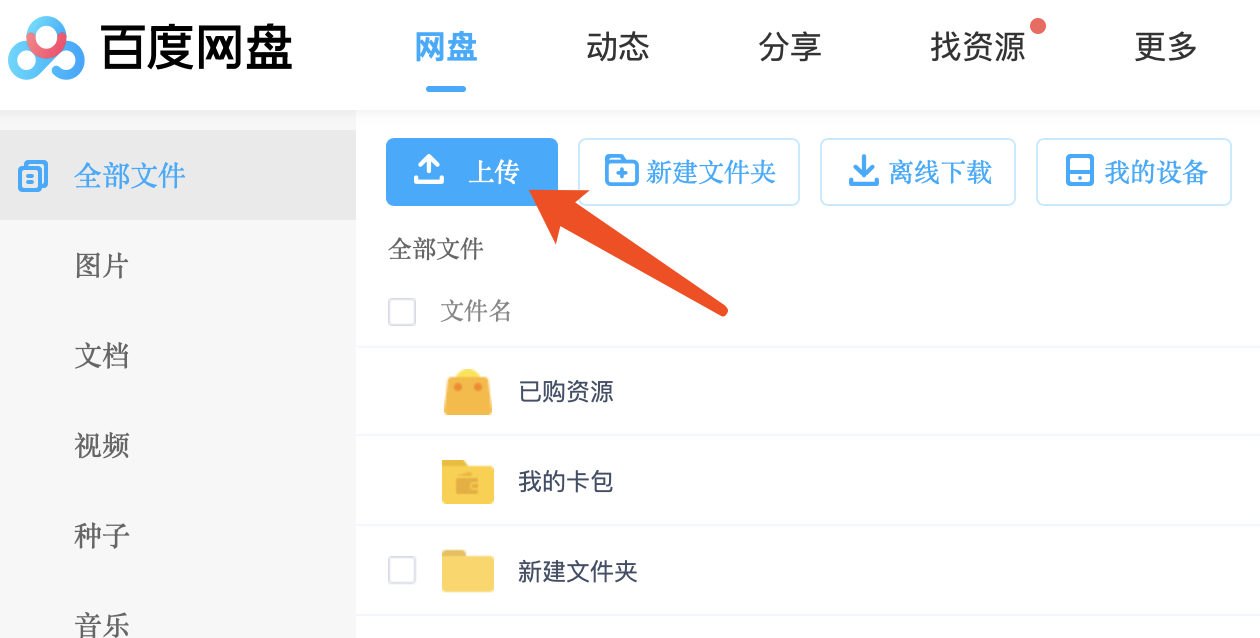 百度网盘 网盘 动态 分享 找资源 更多
全部文件
图片
文档
视频
种子
音乐
上传 新建文件夹 离线下载 我的设备
全部文件
文件名
已购资源
我的卡包
新建文件夹